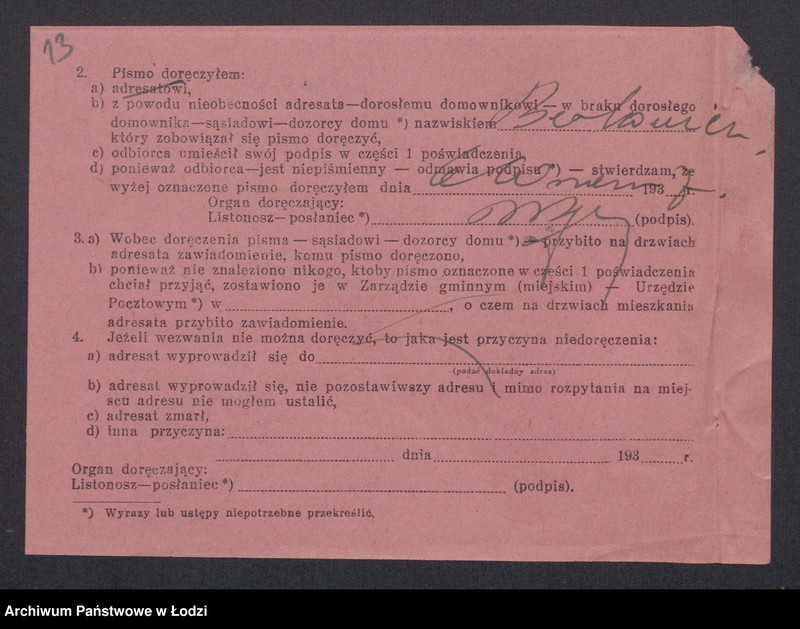 13
2. Pismo doręczyłem:
a) adresatowi,
b) z powodu nieobecności adresata—dorosłemu domownikowi — w braku dorosłego
domownika—sąsiadowi—dozorcy domu *) nazwiskiem
który zobowiązał się pismo doręczyć,
c) odbiorca umieścił swój podpis w części 1 poświadczenia,
d) ponieważ odbiorca—jest niepiśmienny — odmawia podpisu *) — stwierdzam, że
wyżej oznaczone pismo doręczyłem dnia 193 r.
Organ doręczający:
Listonosz—posłaniec *) (podpis).
3. a) Wobec doręczenia pisma — sąsiadowi — dozorcy domu *) — przybito na drzwiach
adresata zawiadomienie, komu pismo doręczono,
b) ponieważ nie znaleziono nikogo, ktoby pismo oznaczone w części 1 poświadczenia
chciał przyjąć, zostawiono je w Zarządzie gminnym (miejskim) — Urzędzie
Pocztowym *) w , o czem na drzwiach mieszkania
adresata przybito zawiadomienie.
4. Jeżeli wezwania nie można doręczyć, to jaka jest przyczyna niedoręczenia:
a) adresat wyprowadził się do
(podać dokładny adres)
b) adresat wyprowadził się, nie pozostawiwszy adresu i mimo rozpytania na miej-
scu adresu nie mogłem ustalić,
c) adresat zmarł,
d) inna przyczyna:
dnia 193 r.
Organ doręczający:
Listonosz—posłaniec *) (podpis).
*) Wyrazy lub ustępy niepotrzebne przekreślić.
Archiwum Państwowe w Łodzi